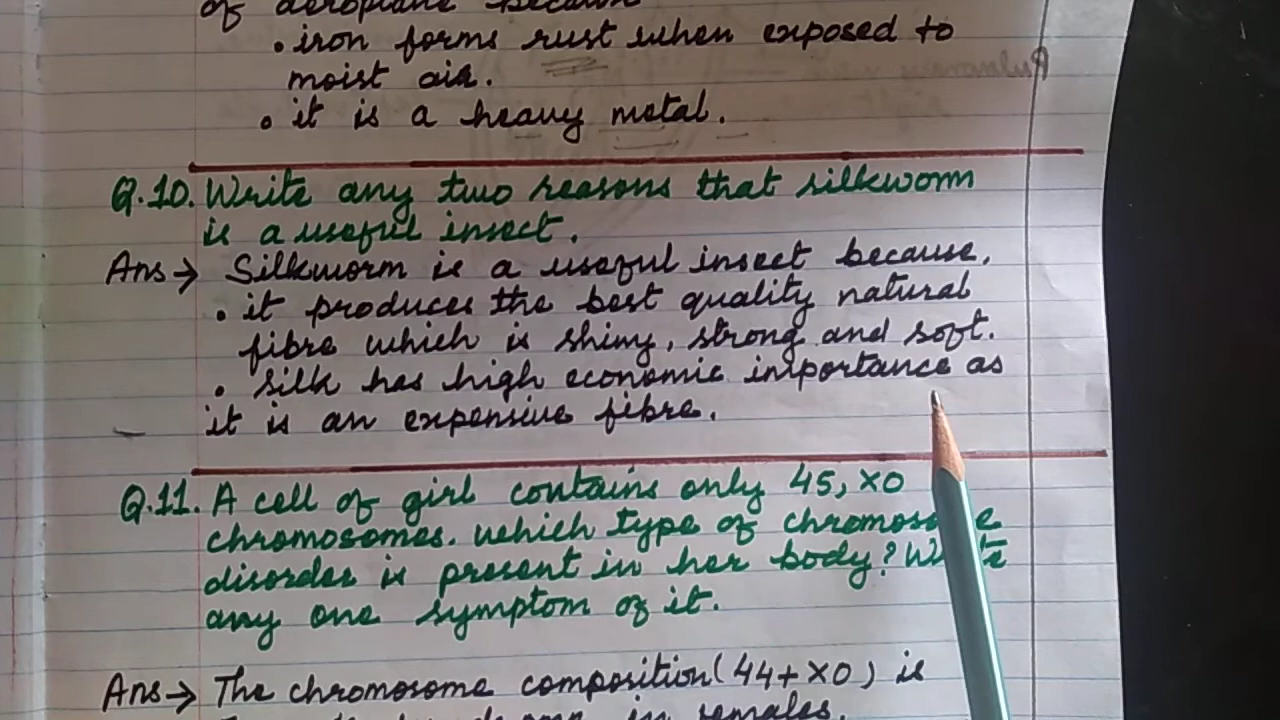 of aeroplane because
• iron forms rust when exposed to
moist air.
• it is a heavy metal.
Q.10. Write any two reasons that silkworm
is a useful insect.
Ans → Silkworm is a useful insect because,
• it produces the best quality natural
fibre which is shiny, strong and soft.
• silk has high economic importance as
it is an expensive fibre.
Q.11. A cell of girl contains only 45, XO
chromosomes. which type of chromosome
disorder is present in her body? Write
any one symptom of it.
Ans → The chromosome composition (44+XO) is
in females.